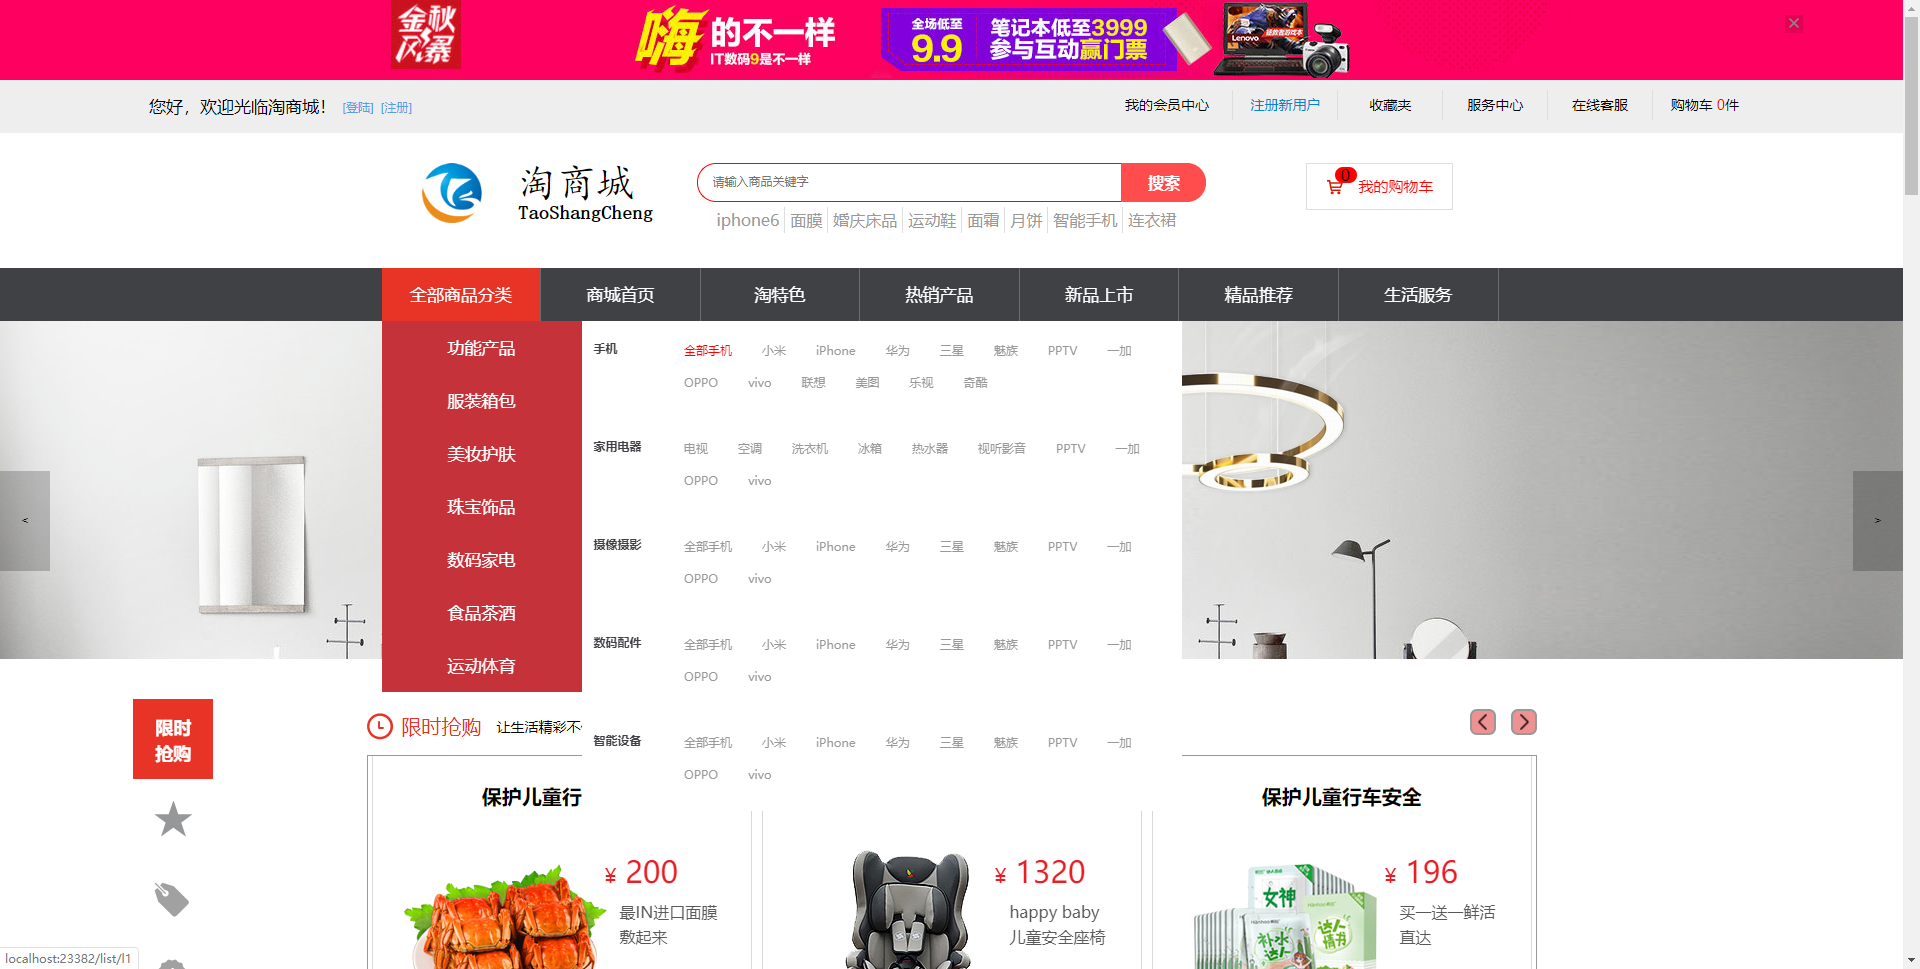 金秋
风暴
嗨的不一样
IT数码9是不一样
全场低至
9.9
笔记本低至3999
参与互动赢门票
Lenovo
您好，欢迎光临淘商城！ [登陆] [注册]
我的会员中心 注册新用户 收藏夹 服务中心 在线客服 购物车 0件
淘商城
TaoShangCheng
请输入商品关键字 搜索
0 我的购物车
iphone6 面膜 婚庆床品 运动鞋 面霜 月饼 智能手机 连衣裙
全部商品分类 商城首页 淘特色 热销产品 新品上市 精品推荐 生活服务
功能产品
服装箱包
美妆护肤
珠宝饰品
数码家电
食品茶酒
运动体育
手机 全部手机 小米 iPhone 华为 三星 魅族 PPTV 一加
OPPO vivo 联想 美图 乐视 奇酷
家用电器 电视 空调 洗衣机 冰箱 热水器 视听影音 PPTV 一加
OPPO vivo
摄像摄影 全部手机 小米 iPhone 华为 三星 魅族 PPTV 一加
OPPO vivo
数码配件 全部手机 小米 iPhone 华为 三星 魅族 PPTV 一加
OPPO vivo
智能设备 全部手机 小米 iPhone 华为 三星 魅族 PPTV 一加
OPPO vivo
< >
限时
抢购
限时抢购 让生活精彩不
保护儿童行
保护儿童行车安全
¥ 200
最IN进口面膜
敷起来
¥ 1320
happy baby
儿童安全座椅
¥ 196
买一送一鲜活
直达
女神
补水
达人
达人
情书
localhost:23382/list/l1